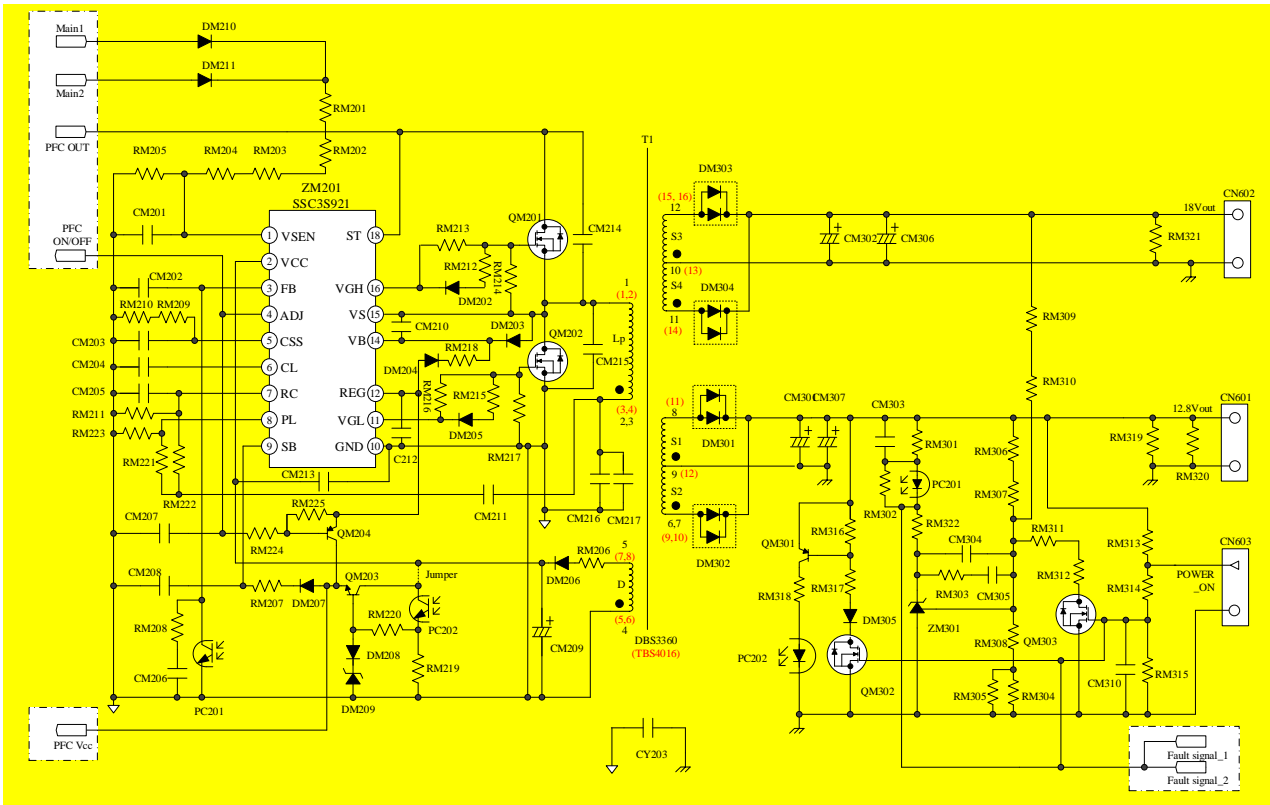 Main1
DM210
DM211
Main2
RM201
PFC OUT
T1
RM205
RM204
RM203
RM202
DM303
ZM201
SSC3S921
(15, 16)
12
CN602
CM201
QM201
18Vout
PFC
ON/OFF
1
VSEN
ST
18
RM213
CM214
S3
CM302
CM306
RM321
2
VCC
RM212
RM214
10
(13)
CM202
3
FB
VGH
16
DM202
1
(1,2)
S4
DM304
RM210
RM209
4
ADJ
VS
15
CM210
DM203
QM202
11
(14)
RM309
CM203
5
CSS
VB
14
RM218
Lp
CM215
CM204
6
CL
DM204
RM310
CM205
7
RC
REG
12
RM216
RM215
(3,4)
2,3
(11)
8
CM301
CM307
CM303
12.8Vout
CN601
RM211
8
PL
VGL
11
DM205
S1
DM301
RM301
RM306
RM319
RM223
9
SB
GND
10
C212
RM217
9
(12)
RM320
RM221
CM213
PC201
RM307
RM222
CM211
CM216
CM217
S2
6,7
(9,10)
DM302
RM302
RM322
RM225
CM207
RM224
QM204
RM316
QM301
RM311
RM313
CN603
CM304
5
(7,8)
RM206
DM206
RM312
POWER
_ON
CM208
RM207
DM207
QM203
Jumper
D
RM318
RM317
RM303
CM305
RM314
RM208
RM220
PC202
(5,6)
4
DM305
ZM301
RM308
QM303
CM209
DBS3360
(TBS4016)
DM208
RM219
PC202
CM206
QM302
RM305
RM304
CM310
RM315
PC201
DM209
PFC Vcc
CY203
Fault signal_1
Fault signal_2